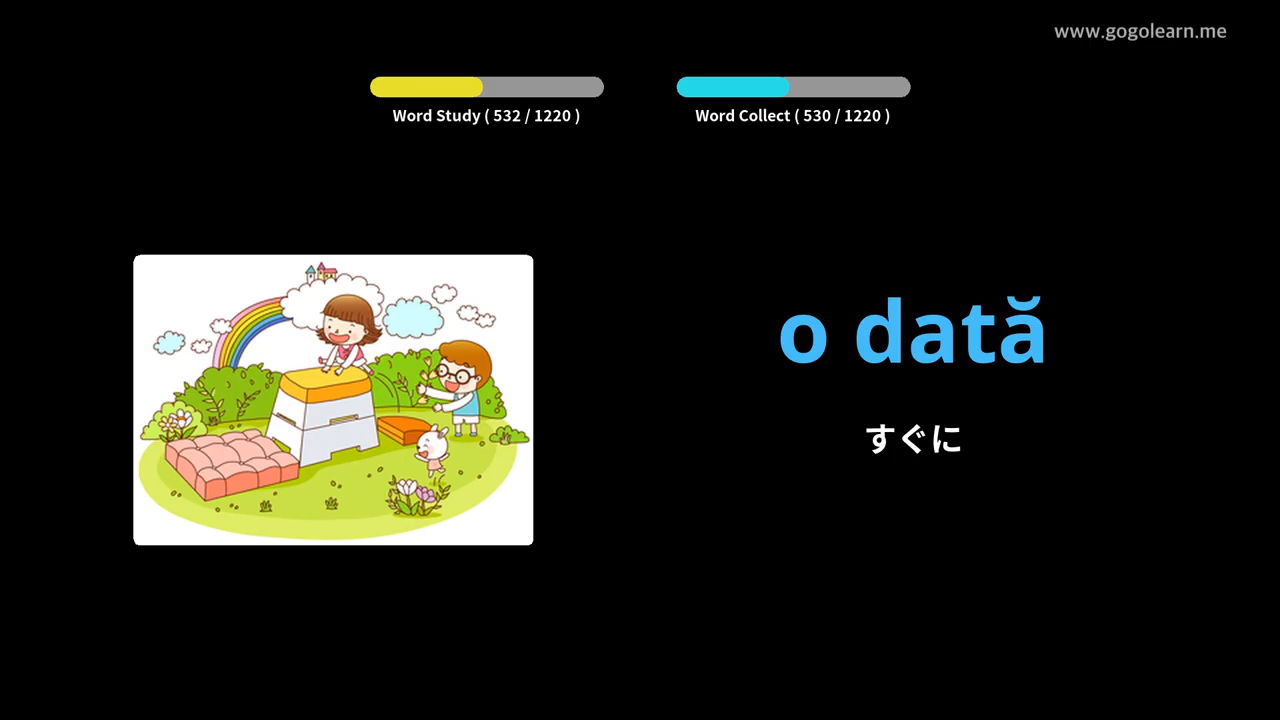 www.gogolearn.me
Word Study ( 532 / 1220 )
Word Collect ( 530 / 1220 )
o dată
すぐに